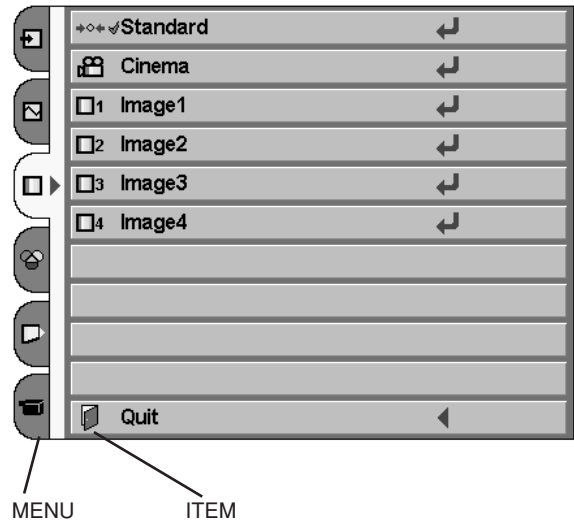 Standard
Cinema
1 Image1
2 Image2
3 Image3
4 Image4
Quit
MENU ITEM